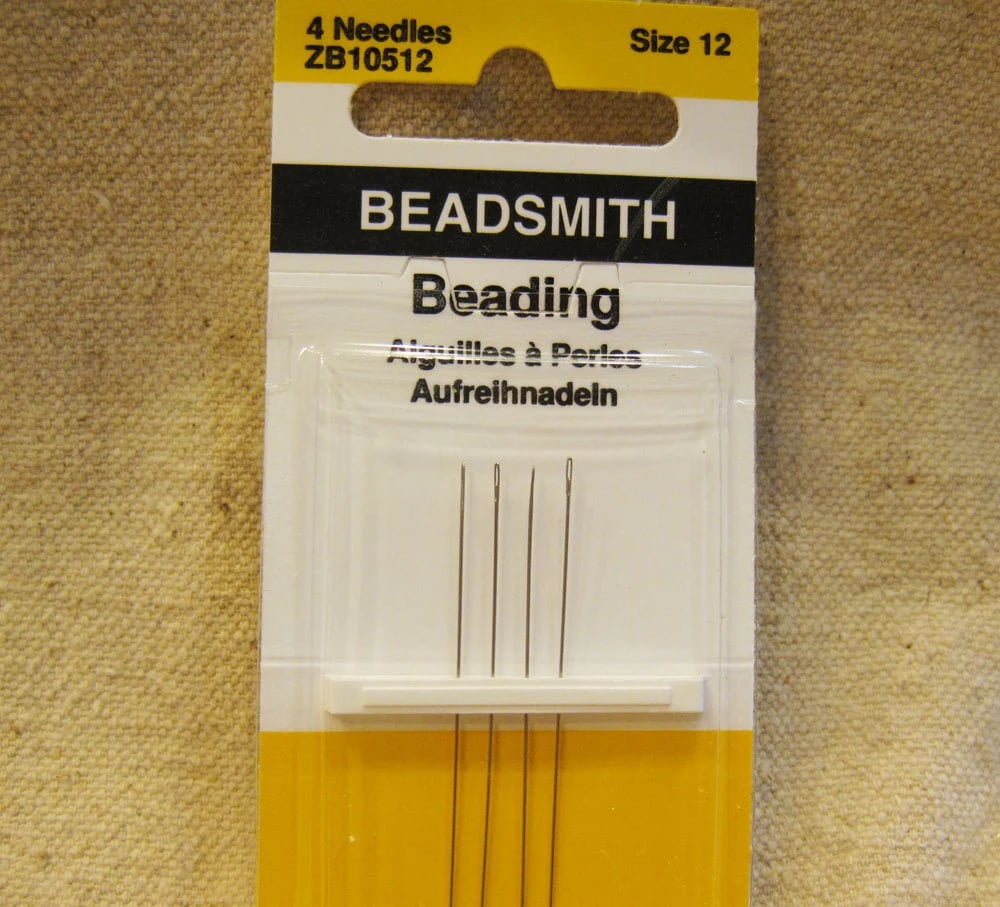 4 Needles
ZB10512
Size 12
BEADSMITH
Beading
Aiguilles à Perles
Aufreihnadeln